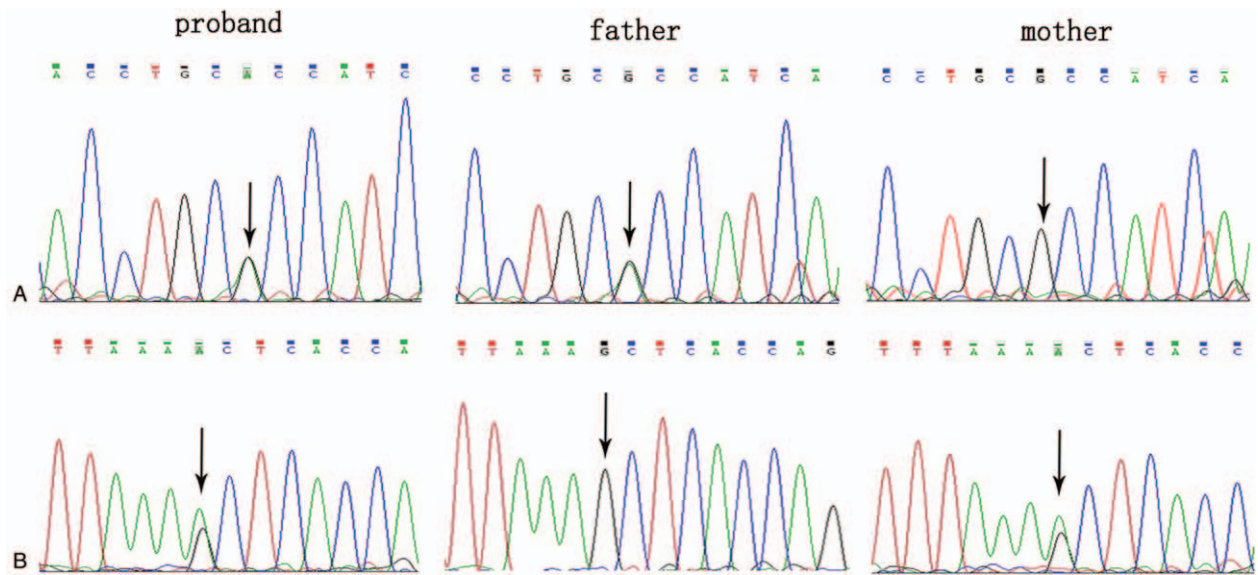 proband father mother
A C C T G C A C C A T C C C T G C G C C A T C A C C T G C G C C A T C A
A
T T A A A A C T C A C C A T T A A A G C T C A C C A G T T T A A A A C T C A C C
B